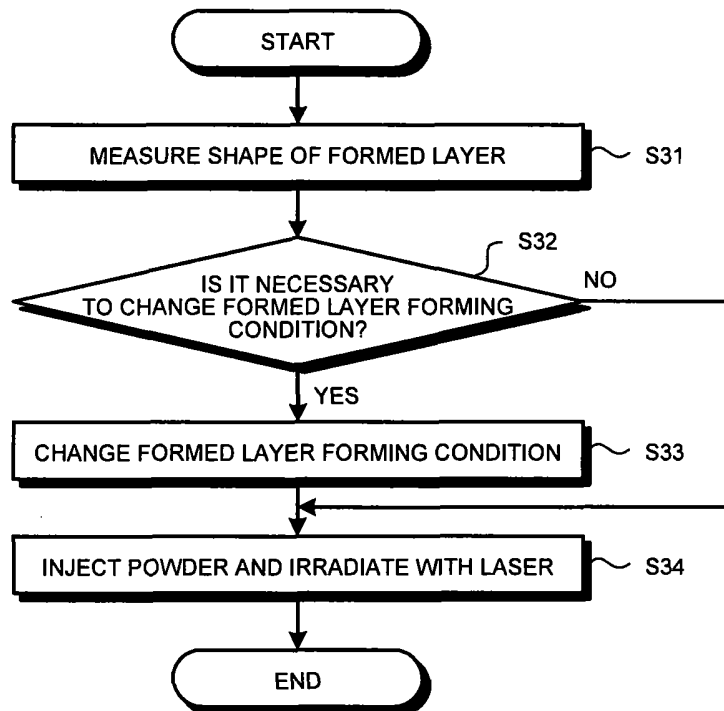 START
MEASURE SHAPE OF FORMED LAYER
S31
S32
IS IT NECESSARY
TO CHANGE FORMED LAYER FORMING
CONDITION?
NO
YES
CHANGE FORMED LAYER FORMING CONDITION
S33
INJECT POWDER AND IRRADIATE WITH LASER
S34
END